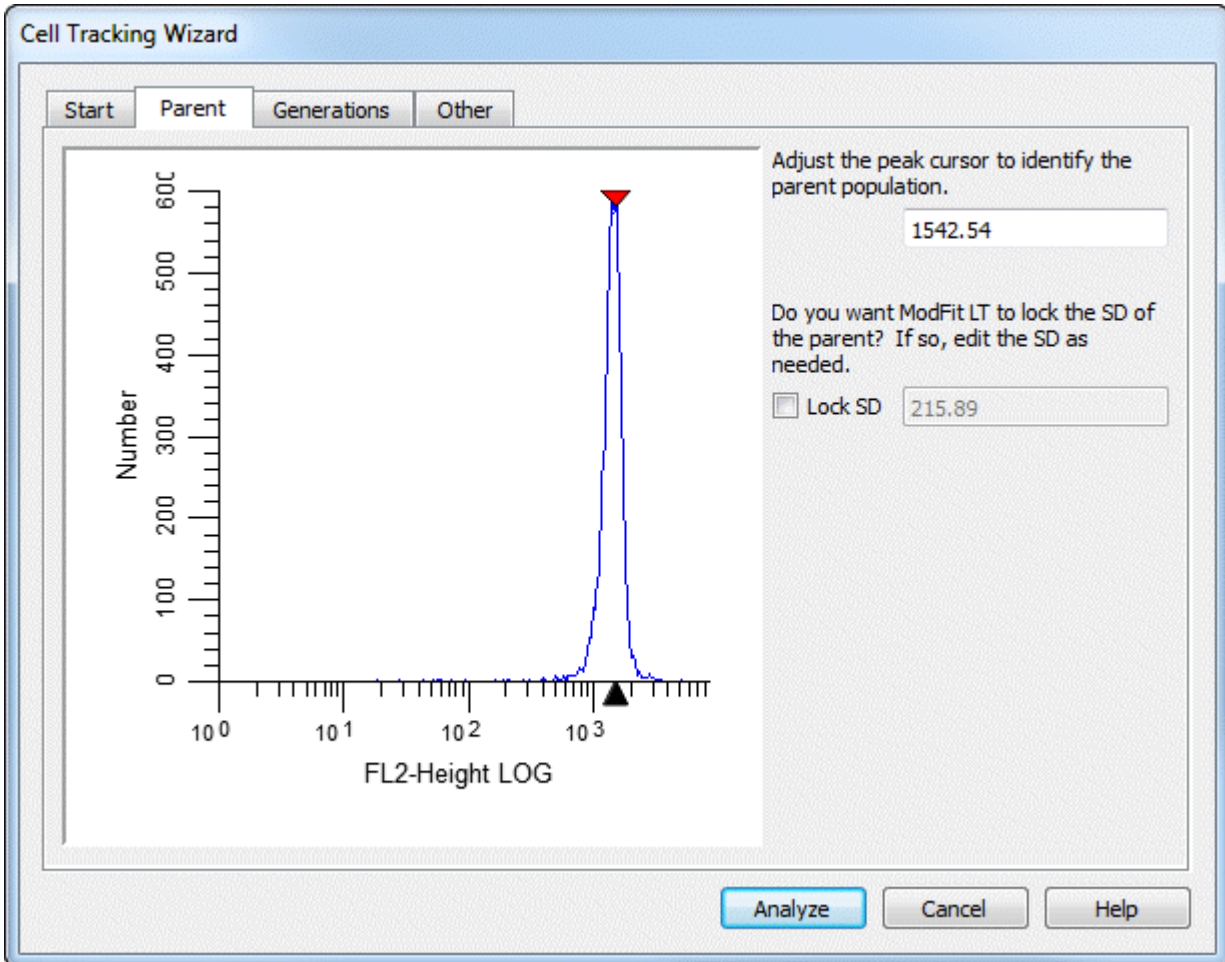 Cell Tracking Wizard
Start Parent Generations Other
Adjust the peak cursor to identify the
parent population.
1542.54
Do you want ModFit LT to lock the SD of
the parent? If so, edit the SD as
needed.
Lock SD 215.89
Number
600
500
400
300
200
100
0
10 0 10 1 10 2 10 3
FL2-Height LOG
Analyze Cancel Help